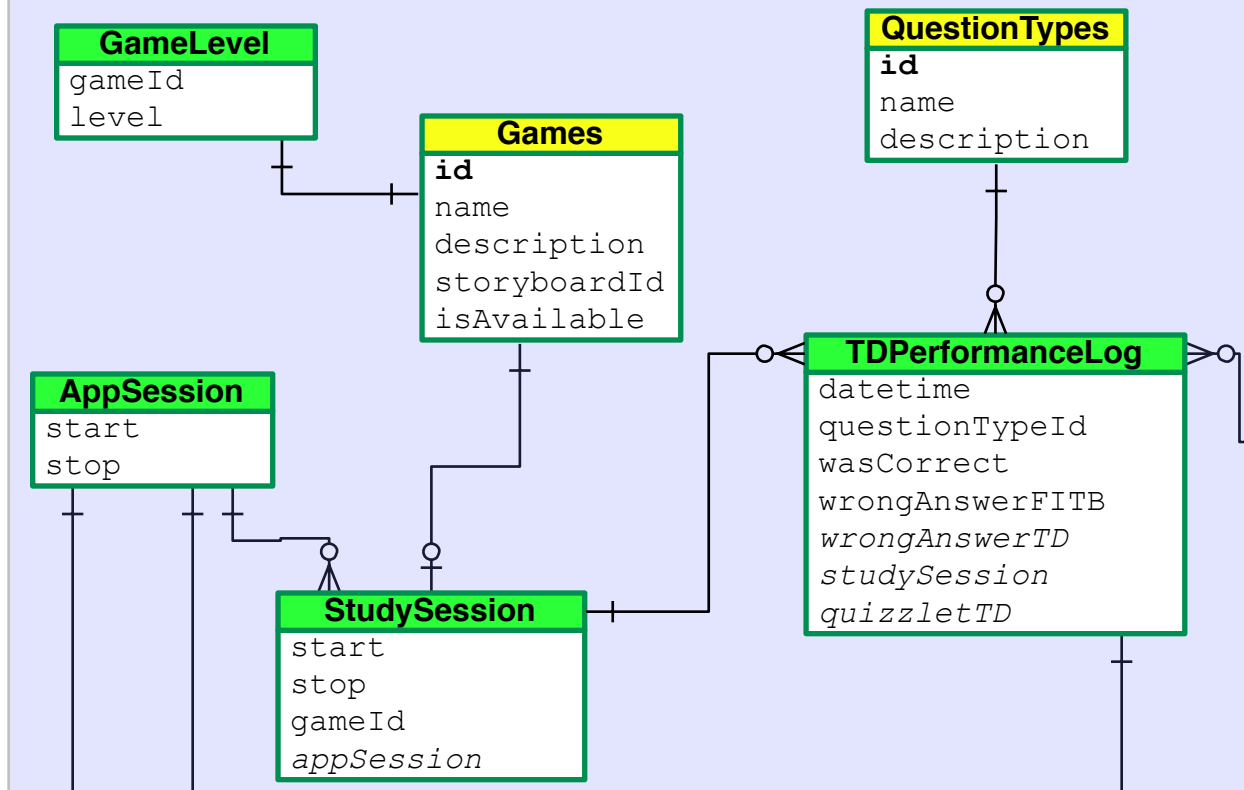 GameLevel
gameId
level
Games
id
name
description
storyboardId
isAvailable
QuestionTypes
id
name
description
AppSession
start
stop
StudySession
start
stop
gameId
appSession
TDPerformanceLog
datetime
questionTypeId
wasCorrect
wrongAnswerFITB
wrongAnswerTD
studySession
quizzletTD